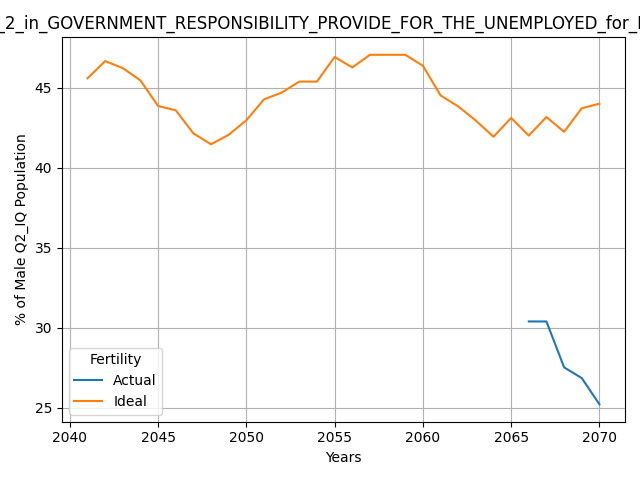 _2_in_GOVERNMENT_RESPONSIBILITY_PROVIDE_FOR_THE_UNEMPLOYED_for_
% of Male Q2_IQ Population
45
40
35
30
25
Fertility
Actual
Ideal
2040
2045
2050
2055
2060
2065
2070
Years